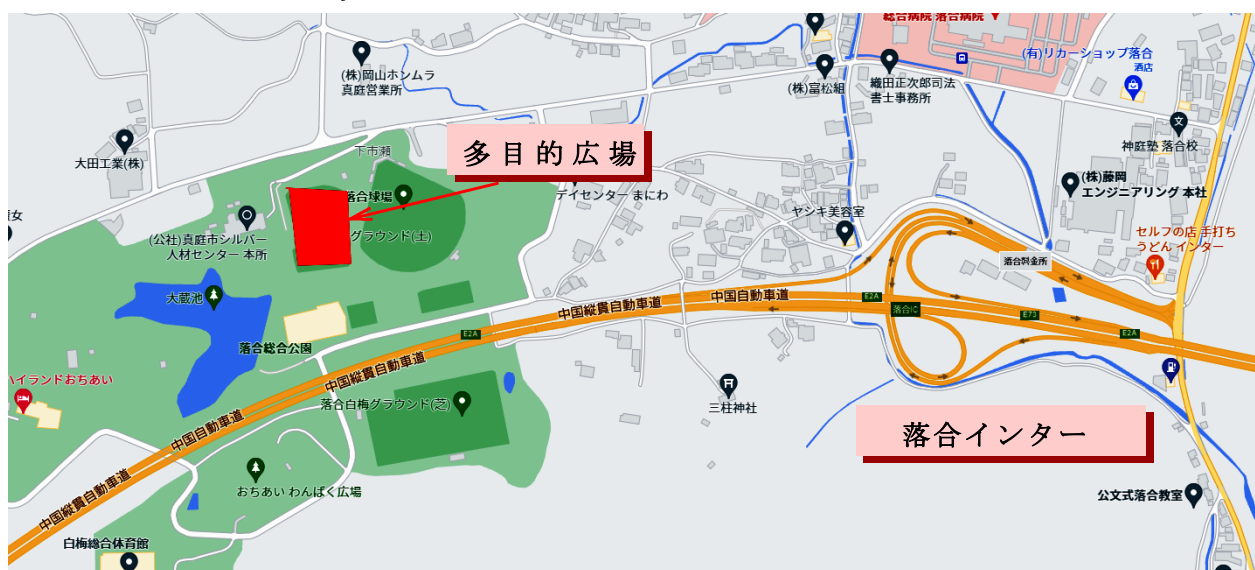 総合病院 落合病院
(有)リカーショップ落合
酒店
(株)岡山ホンムラ
真庭営業所
(株)富松組
織田正次郎司法
書士事務所
神庭塾 落合校
大田工業(株)
下市瀬
多目的広場
落合球場
デイセンター まにわ
(株)藤岡
エンジニアリング 本社
ヤシキ美容室
(公社)真庭市シルバー
人材センター 本所
グラウンド(土)
セルフの店 手打ち
うどん インター
落合料金所
大蔵池
中国縦貫自動車道
中国自動車道
E2A
落合IC
E73
E2A
E2A
落合総合公園
中国縦貫自動車道
ハイランドおちあい
落合白梅グラウンド(芝)
三柱神社
中国自動車道
落合インター
おちあい わんぱく広場
中国縦貫自動車道
公文式落合教室
白梅総合体育館